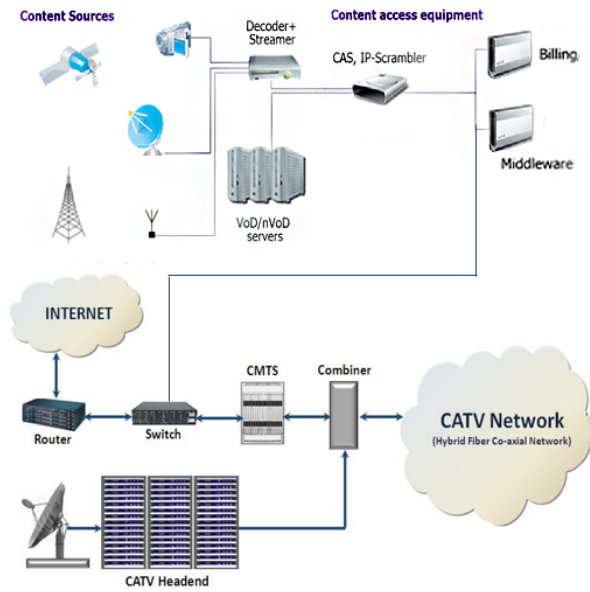 Content Sources
Content access equipment
Decoder+
Streamer
CAS, IP-Scrambler
Billing,
Middleware
VoD/nVoD
servers
INTERNET
CMTS
Combiner
Router
Switch
CATV Network
(Hybrid Fiber Co-axial Network)
CATV Headend